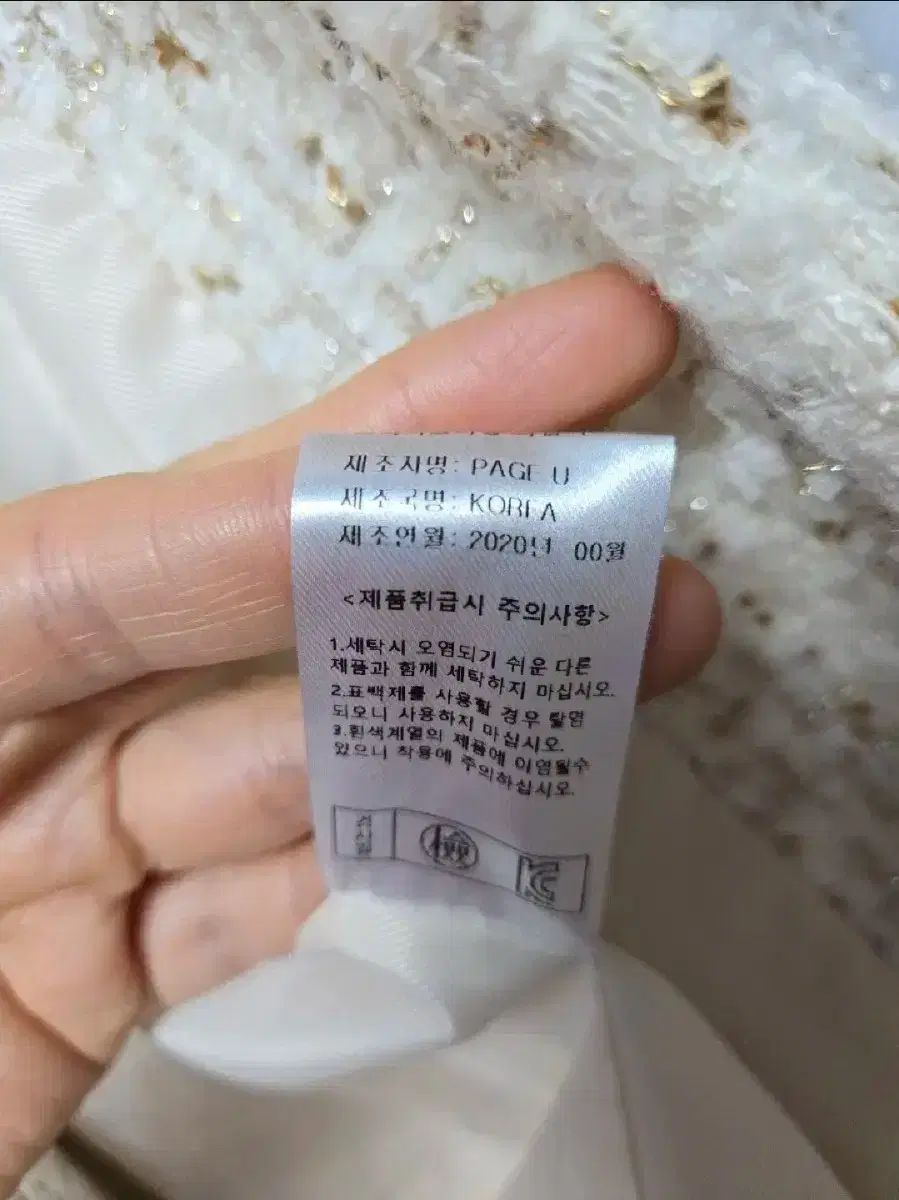 제조자명: PAGE U
제조국명: KOREA
제조연월: 2020년 00월
<제품취급시 주의사항>
1.세탁시 오염되기 쉬운 다른
제품과 함께 세탁하지 마십시오.
2.표백제를 사용할 경우 탈염
되오니 사용하지 마십시오.
3.흰색계열의 제품에 이염될수
있으니 착용에 주의하십시오.
검사필 檢 KC